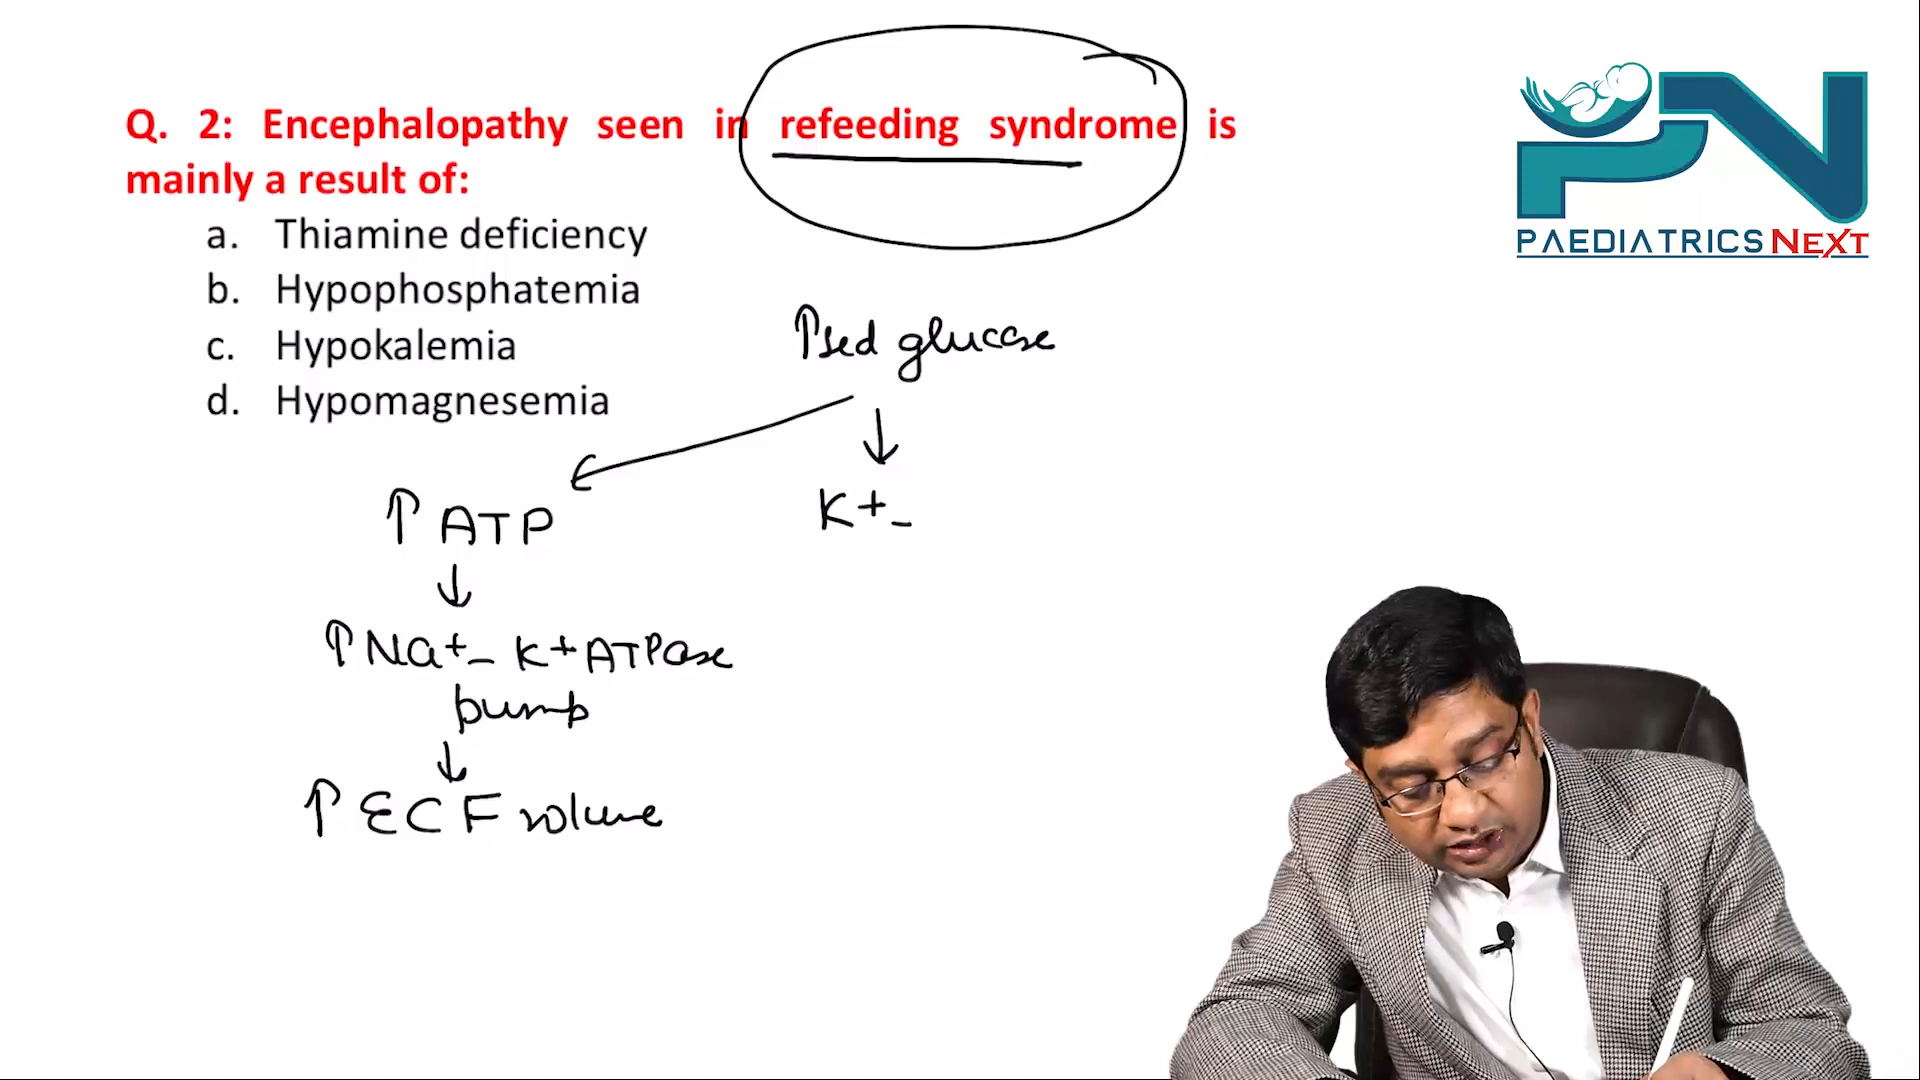 Q. 2: Encephalopathy seen in refeeding syndrome is
mainly a result of:
a. Thiamine deficiency
b. Hypophosphatemia
c. Hypokalemia
d. Hypomagnesemia
PAEDIATRICS NEXT
↑sed glucose
↑ ATP
K+-
↑Na+- K+ATPase
pump
↑ ECF volume